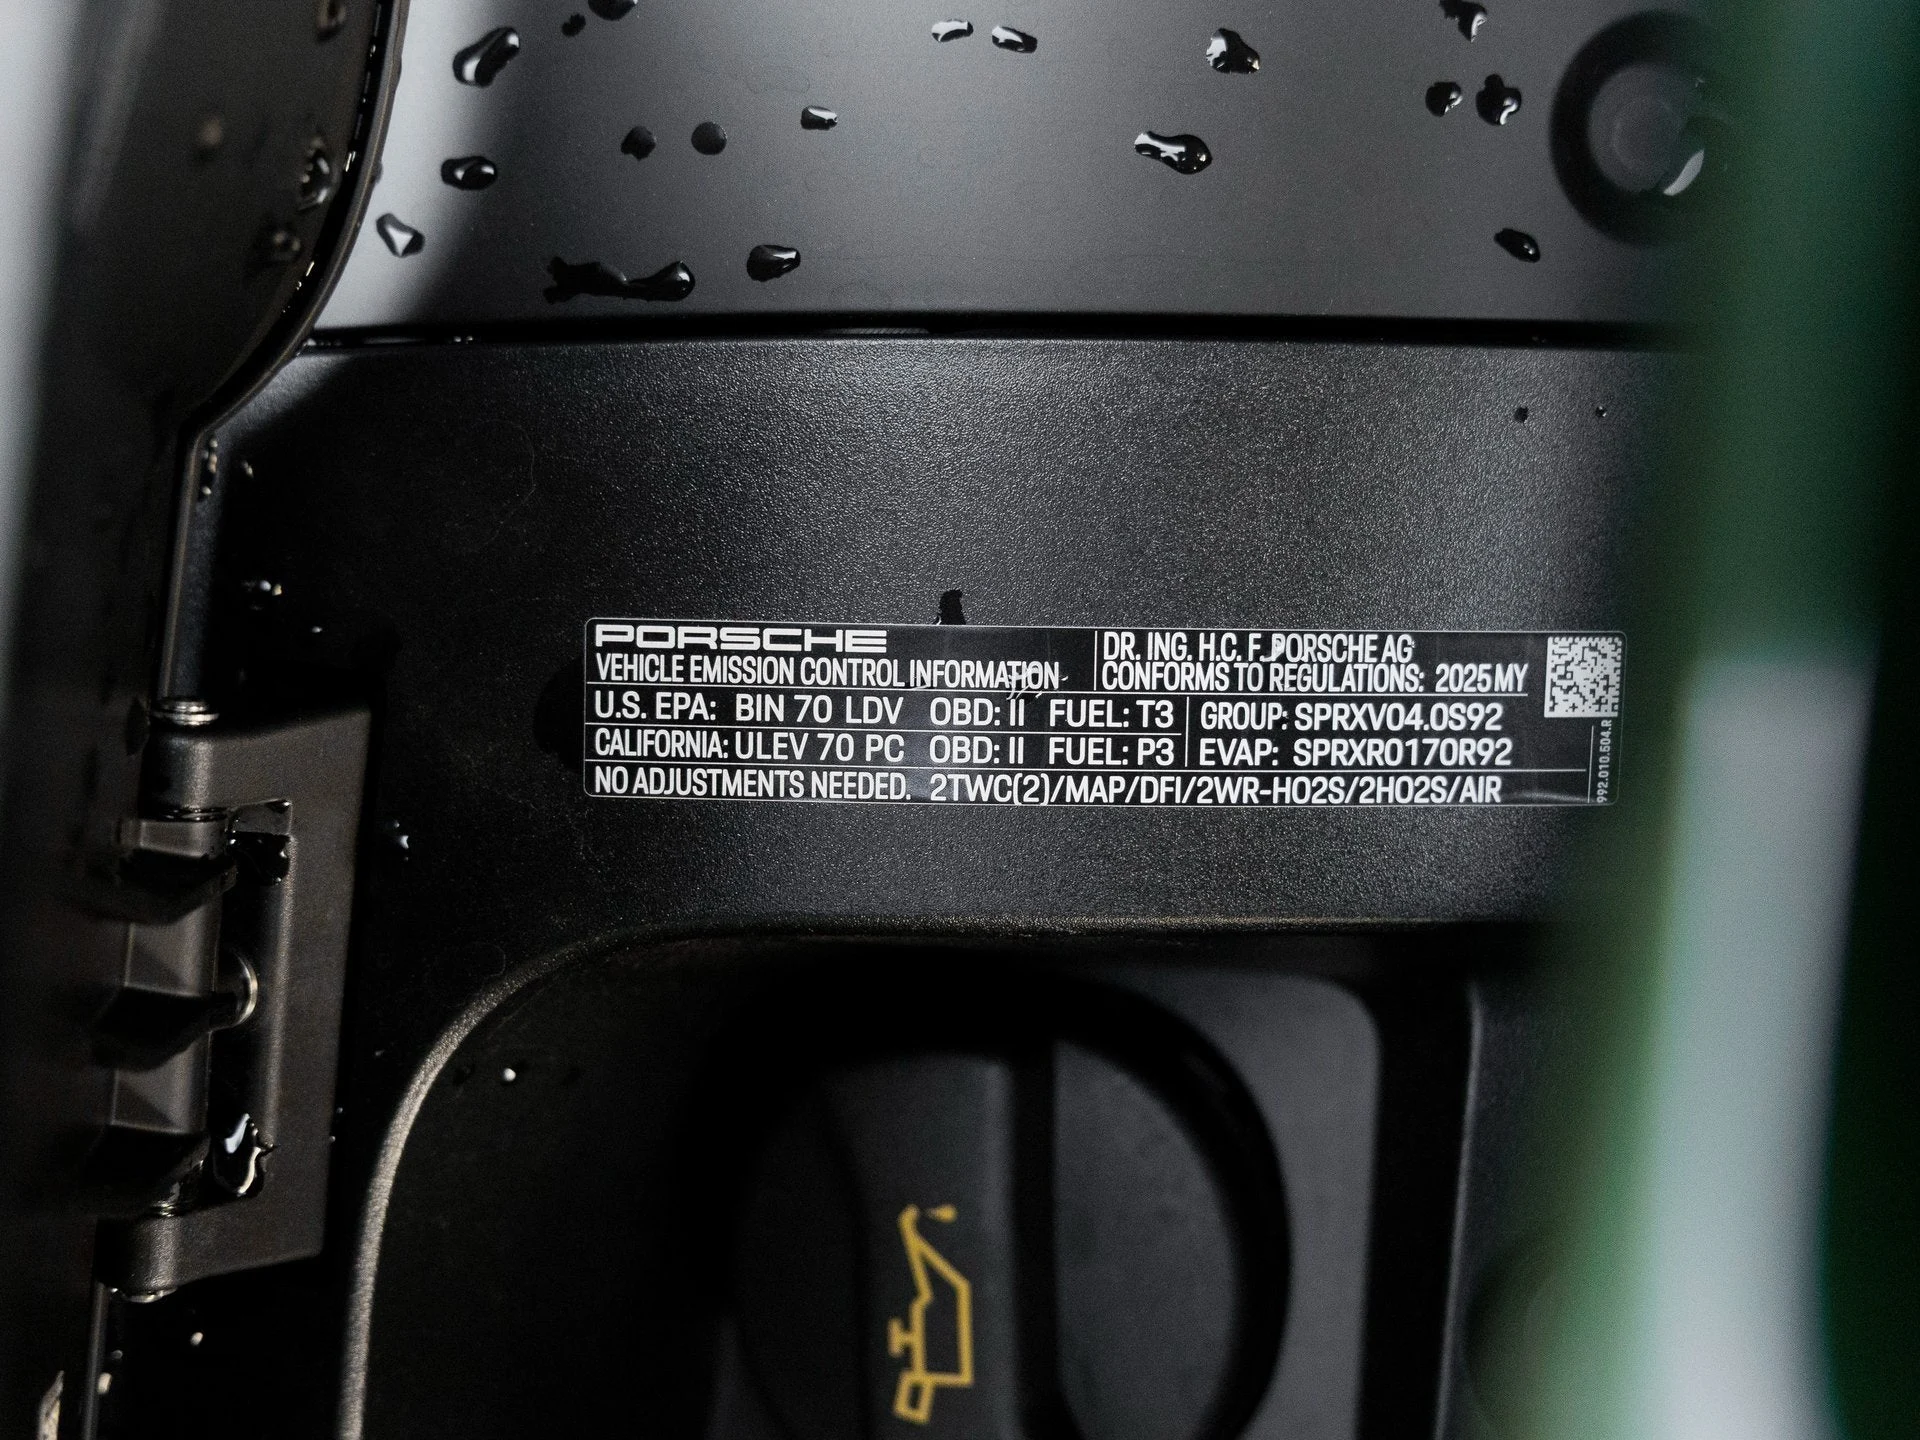 PORSCHE
VEHICLE EMISSION CONTROL INFORMATION
DR. ING. H.C. F. PORSCHE AG
CONFORMS TO REGULATIONS: 2025 MY
U.S. EPA: BIN 70 LDV OBD: II FUEL: T3
GROUP: SPRXV04.0S92
CALIFORNIA: ULEV 70 PC OBD: II FUEL: P3
EVAP: SPRXR0170R92
NO ADJUSTMENTS NEEDED. 2TWC(2)/MAP/DFI/2WR-HO2S/2HO2S/AIR
992.010.504.R